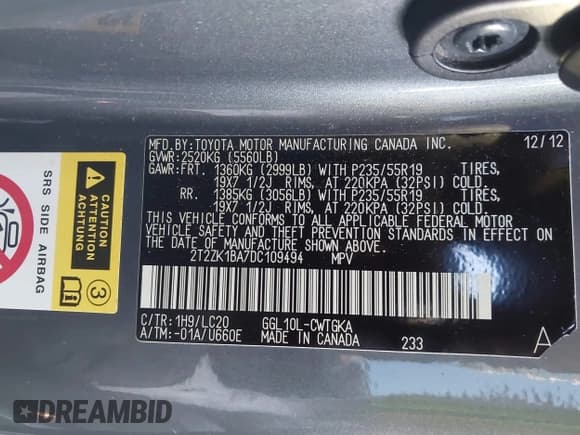 MFD.BY:TOYOTA MOTOR MANUFACTURING CANADA INC. 12/12
GVWR:2520KG (5560LB)
GAWR:FRT. 1360KG (2999LB) WITH P235/55R19 TIRES,
19X7 1/2J RIMS, AT 220KPA (32PSI) COLD.
RR. 1385KG (3056LB) WITH P235/55R19 TIRES,
19X7 1/2J RIMS, AT 220KPA (32PSI) COLD.
THIS VEHICLE CONFORMS TO ALL APPLICABLE FEDERAL MOTOR
VEHICLE SAFETY AND THEFT PREVENTION STANDARDS IN EFFECT ON
THE DATE OF MANUFACTURE SHOWN ABOVE.
2T2ZK1BA7DC109494 MPV
C/TR:1H9/LC20 GGL10L-CWTGKA
A/TM:-01A/U660E MADE IN CANADA 233 A
CAUTION
ATTENTION
ACHTUNG
3
SRS SIDE AIRBAG
DREAMBID